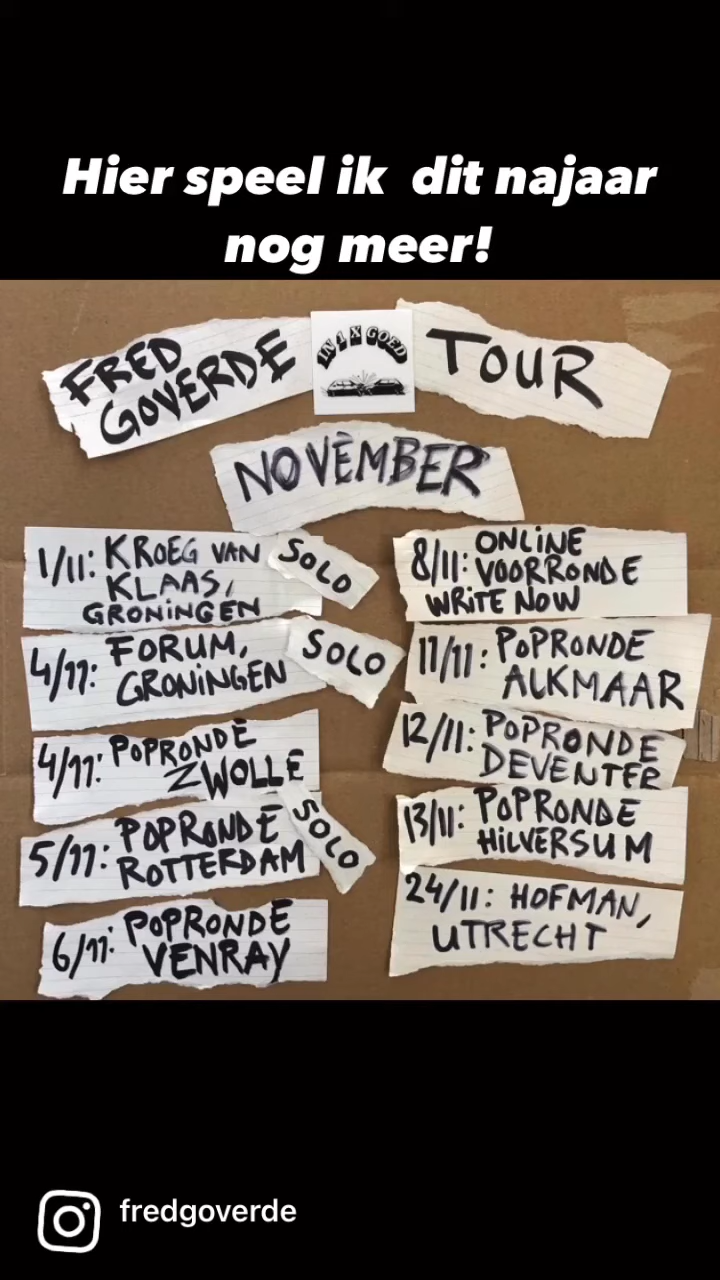 Hier speel ik dit najaar
nog meer!
FRED
GOVERDE
IN 1 X GOED
TOUR
NOVEMBER
1/11: KROEG VAN
KLAAS,
GRONINGEN
SOLO
4/11: FORUM,
GRONINGEN
SOLO
4/11: POPRONDE
ZWOLLE
5/11: POPRONDE
ROTTERDAM
SOLO
6/11: POPRONDE
VENRAY
8/11: ONLINE
VOORRONDE
WRITE NOW
11/11: POPRONDE
ALKMAAR
12/11: POPRONDE
DEVENTER
13/11: POPRONDE
HILVERSUM
24/11: HOFMAN,
UTRECHT
fredgoverde